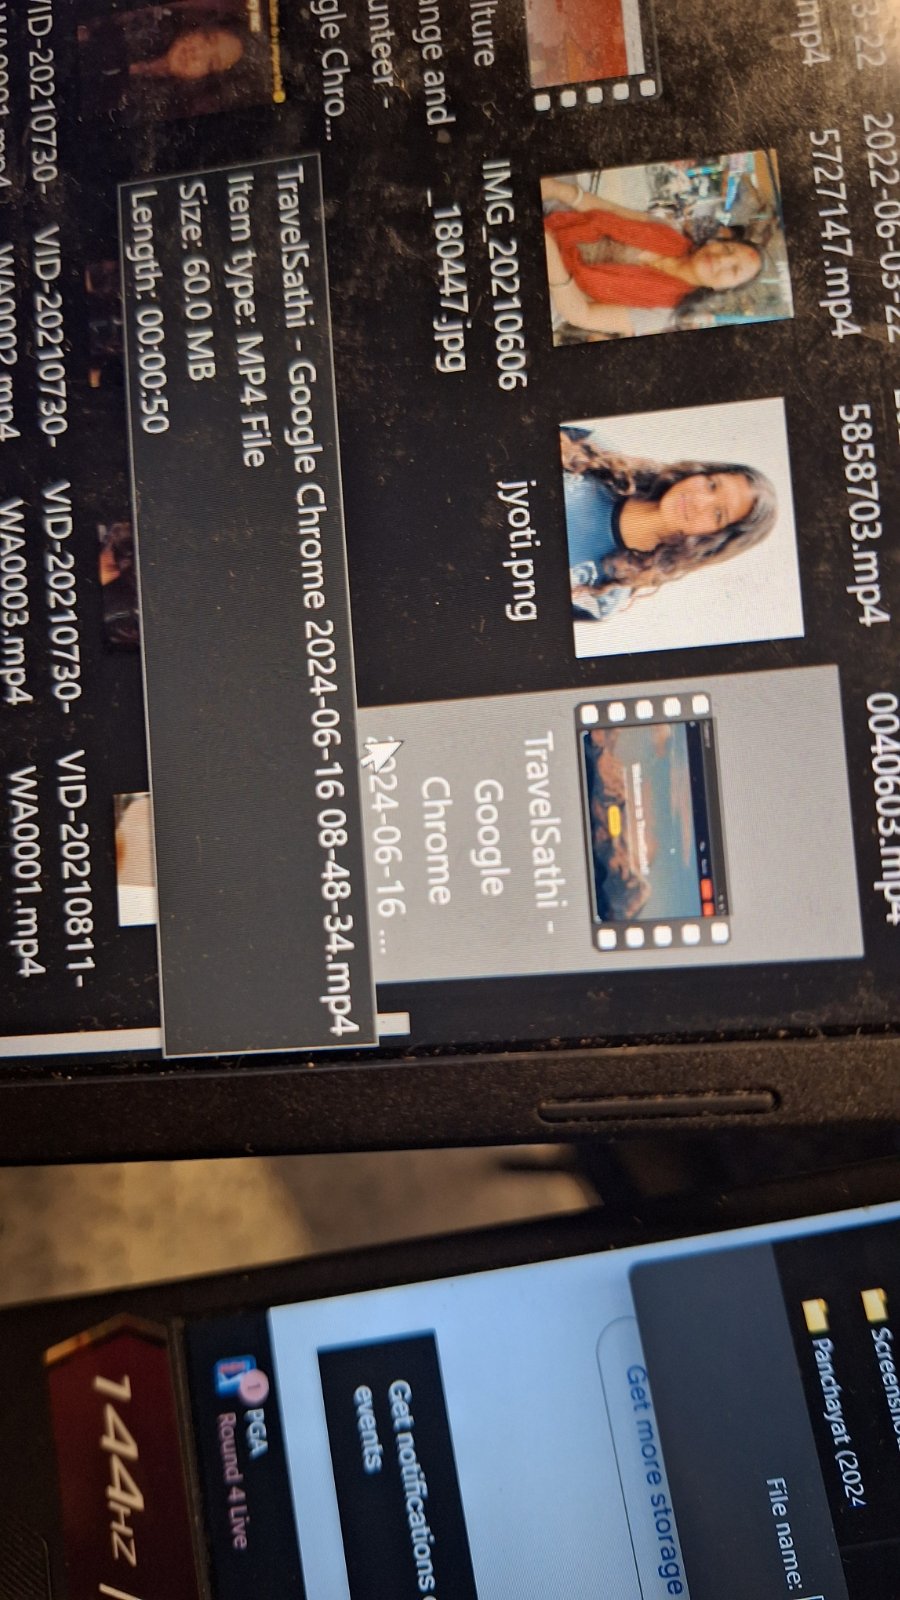 2022-06-03-22
5727147.mp4
5858703.mp4
0040603.mp4
mp4
Welcome to TravelSathi!
lture
ange and
unteer -
gle Chro...
IMG_20210606
_180447.jpg
jyoti.png
TravelSathi -
Google
Chrome
2024-06-16 ...
TravelSathi - Google Chrome 2024-06-16 08-48-34.mp4
Item type: MP4 File
Size: 60.0 MB
Length: 00:00:50
VID-20210730-
WA0001.mp4
VID-20210730-
WA0002.mp4
VID-20210730-
WA0003.mp4
VID-20210811-
WA0001.mp4
Screensho
Panchayat (2024
File name:
Get more storage
Get notifications
events
1
PGA
Round 4 Live
144HZ